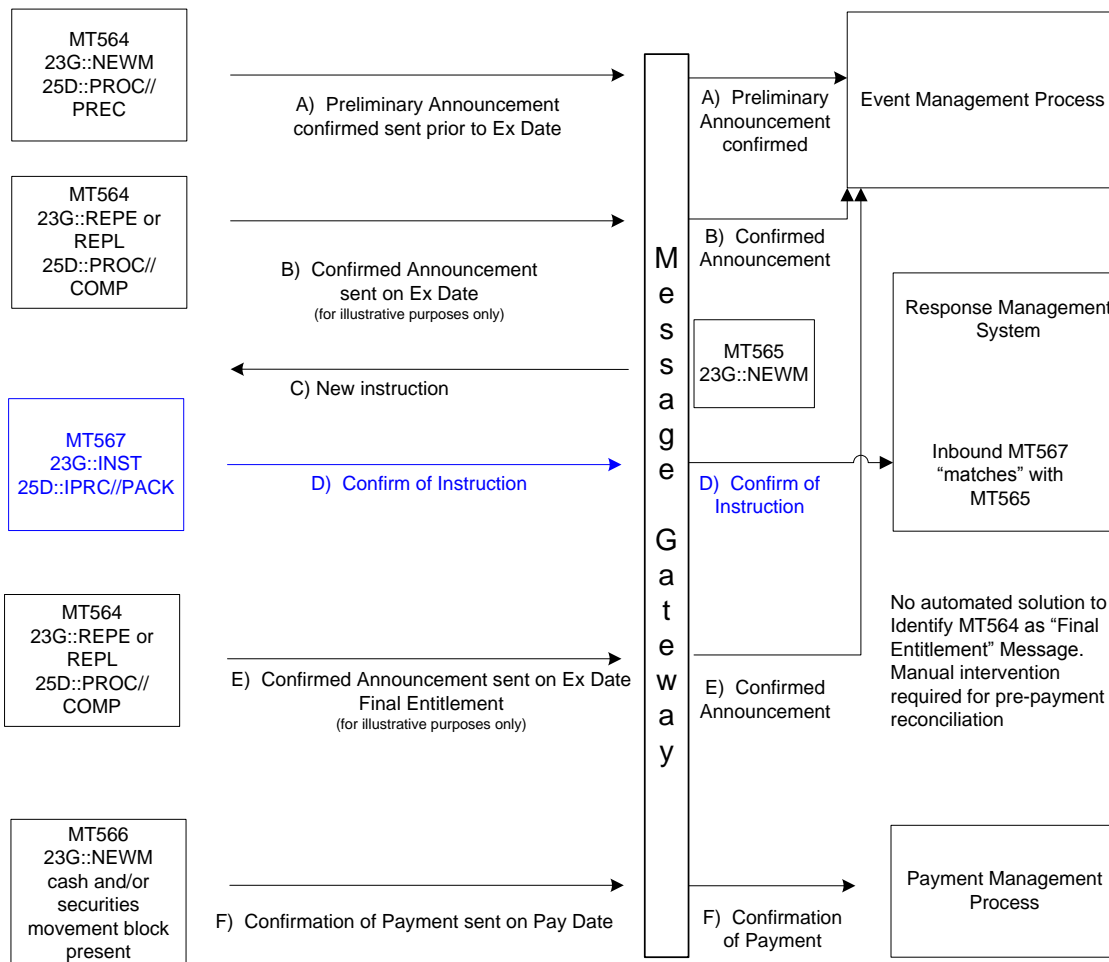 MT564
23G::NEWM
25D::PROC//
PREC
A) Preliminary Announcement
confirmed sent prior to Ex Date
A) Preliminary
Announcement
confirmed
Event Management Process
MT564
23G::REPE or
REPL
25D::PROC//
COMP
B) Confirmed Announcement
sent on Ex Date
(for illustrative purposes only)
B) Confirmed
Announcement
Message Gateway
C) New instruction
MT565
23G::NEWM
Response Management
System
Inbound MT567
“matches” with
MT565
MT567
23G::INST
25D::IPRC//PACK
D) Confirm of Instruction
D) Confirm of
Instruction
MT564
23G::REPE or
REPL
25D::PROC//
COMP
E) Confirmed Announcement sent on Ex Date
Final Entitlement
(for illustrative purposes only)
E) Confirmed
Announcement
No automated solution to
Identify MT564 as “Final
Entitlement” Message.
Manual intervention
required for pre-payment
reconciliation
MT566
23G::NEWM
cash and/or
securities
movement block
present
F) Confirmation of Payment sent on Pay Date
F) Confirmation
of Payment
Payment Management
Process